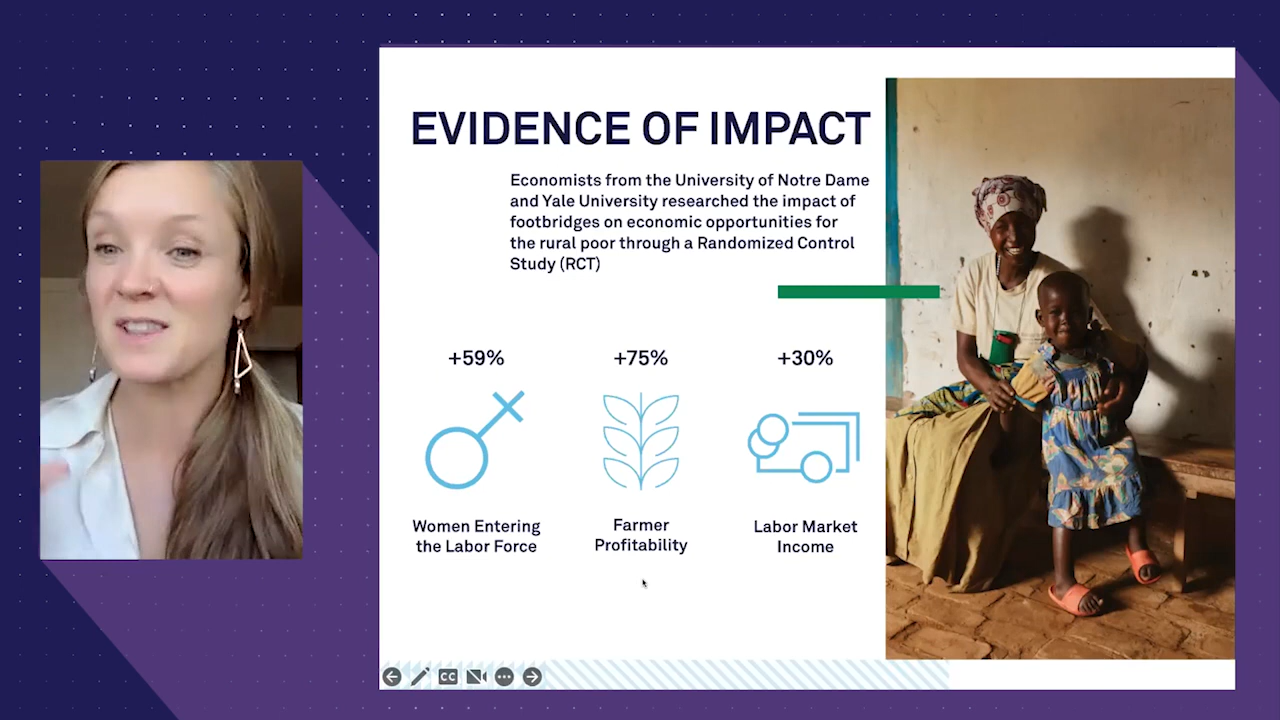 EVIDENCE OF IMPACT
Economists from the University of Notre Dame
and Yale University researched the impact of
footbridges on economic opportunities for
the rural poor through a Randomized Control
Study (RCT)
+59%
+75%
+30%
Women Entering
the Labor Force
Farmer
Profitability
Labor Market
Income
CC